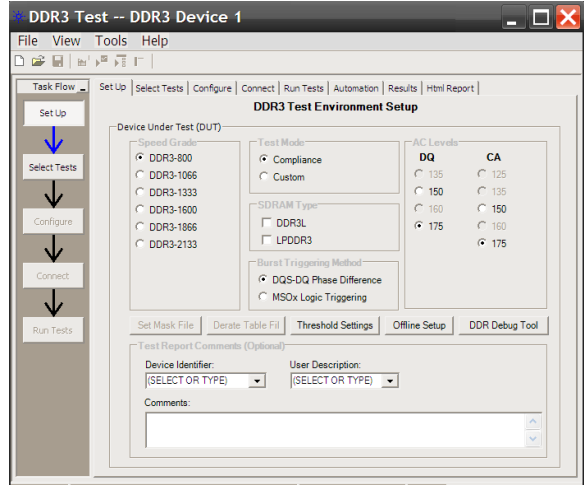 DDR3 Test -- DDR3 Device 1
File View Tools Help
Task Flow
Set Up Select Tests Configure Connect Run Tests Automation Results Html Report
DDR3 Test Environment Setup
Set Up
Select Tests
Configure
Connect
Run Tests
Device Under Test (DUT)
Speed Grade
DDR3-800
DDR3-1066
DDR3-1333
DDR3-1600
DDR3-1866
DDR3-2133
Test Mode
Compliance
Custom
SDRAM Type
DDR3L
LPDDR3
Burst Triggering Method
DQS-DQ Phase Difference
MSOx Logic Triggering
AC Levels
DQ CA
135 125
150 135
160 150
175 160
175
Set Mask File Derate Table Fil Threshold Settings Offline Setup DDR Debug Tool
Test Report Comments (Optional)
Device Identifier: User Description:
(SELECT OR TYPE) (SELECT OR TYPE)
Comments: